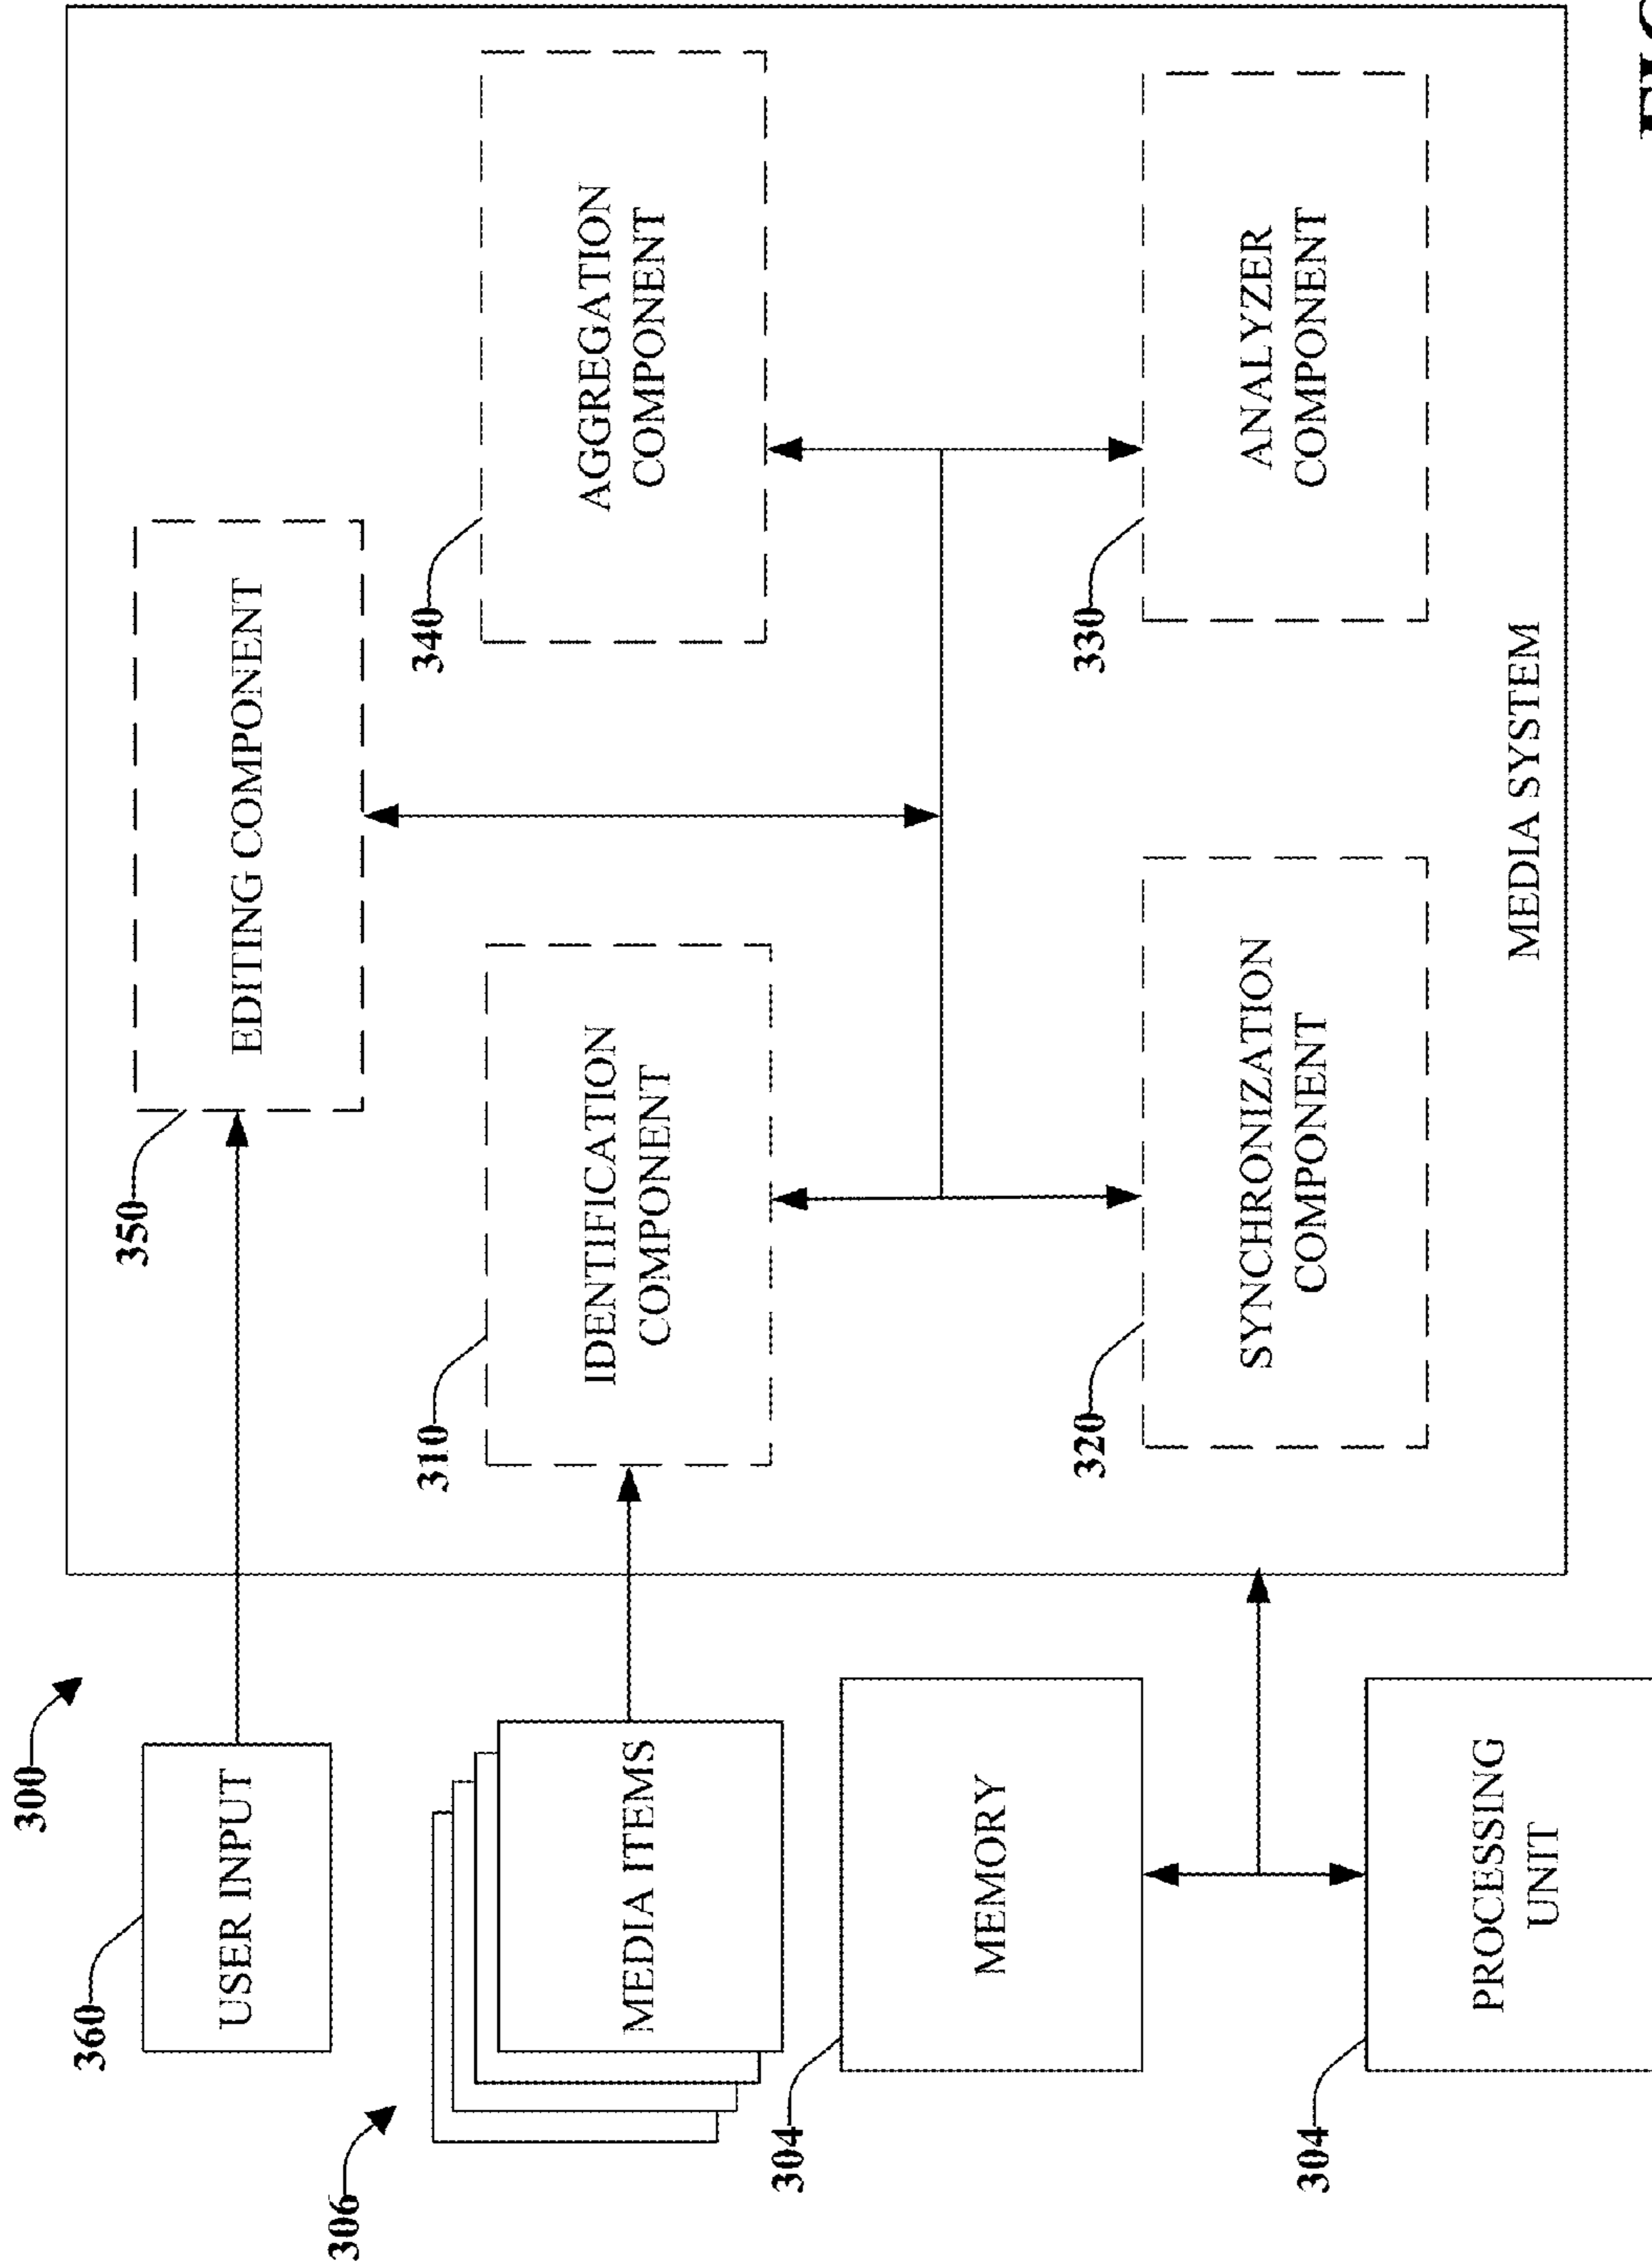 300
360
USER INPUT
350
EDITING COMPONENT
306
MEDIA ITEMS
310
IDENTIFICATION
COMPONENT
340
AGGREGATION
COMPONENT
304
MEMORY
304
PROCESSING
UNIT
320
SYNCHRONIZATION
COMPONENT
330
ANALYZER
COMPONENT
MEDIA SYSTEM